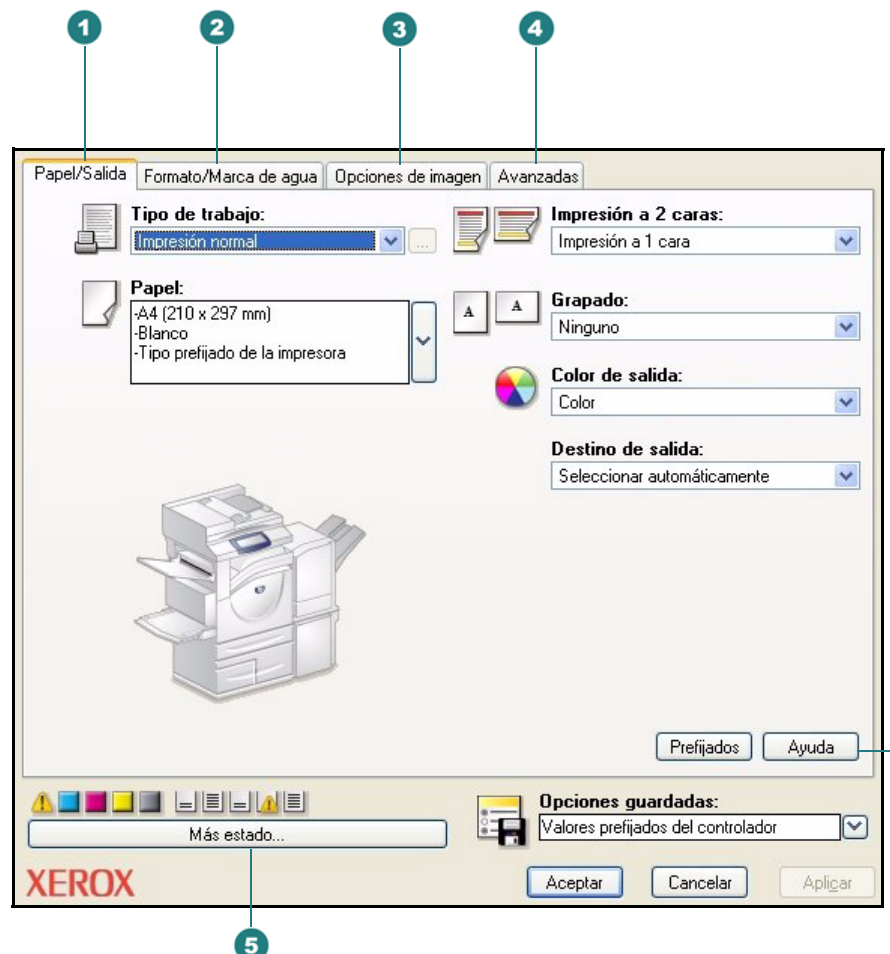 1 2 3 4
Papel/Salida Formato/Marca de agua Opciones de imagen Avanzadas
Tipo de trabajo:
Impresión normal
...
Impresión a 2 caras:
Impresión a 1 cara
Papel:
-A4 (210 x 297 mm)
-Blanco
-Tipo prefijado de la impresora
A A
Grapado:
Ninguno
Color de salida:
Color
Destino de salida:
Seleccionar automáticamente
Prefijados Ayuda
Más estado...
Opciones guardadas:
Valores prefijados del controlador
XEROX
Aceptar Cancelar Aplicar
5